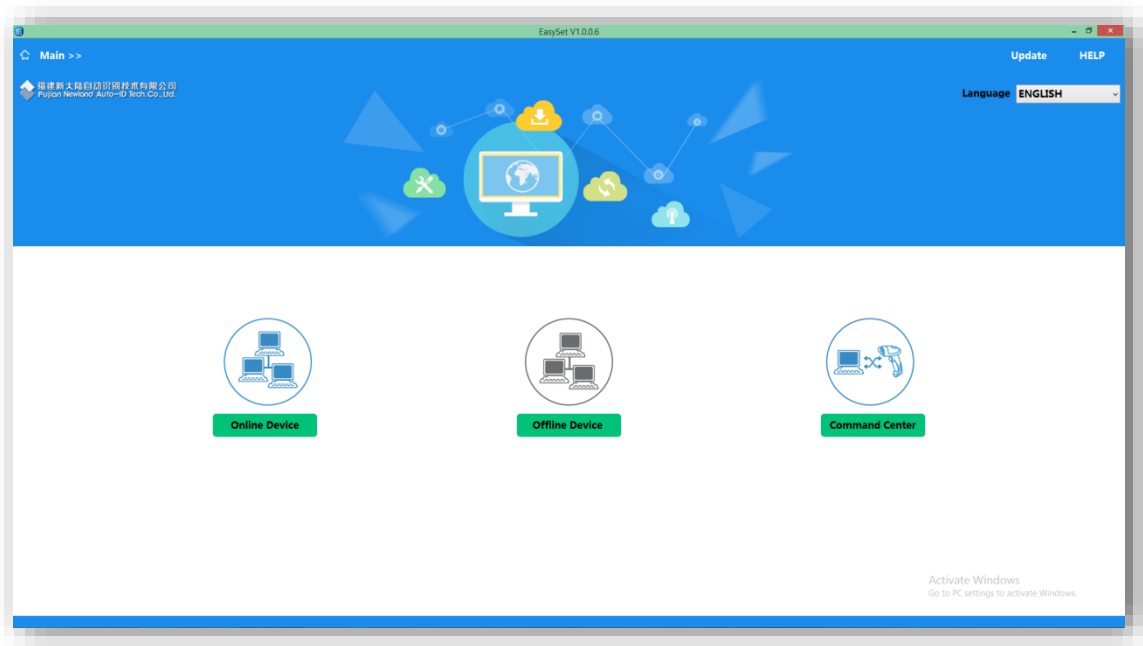 EasySet V1.0.0.6
Main >>
Update HELP
福建新大陆自动识别技术有限公司
Fujian Newland Auto-ID Tech.Co.,Ltd.
Language ENGLISH
Online Device
Offline Device
Command Center
Activate Windows
Go to PC settings to activate Windows.